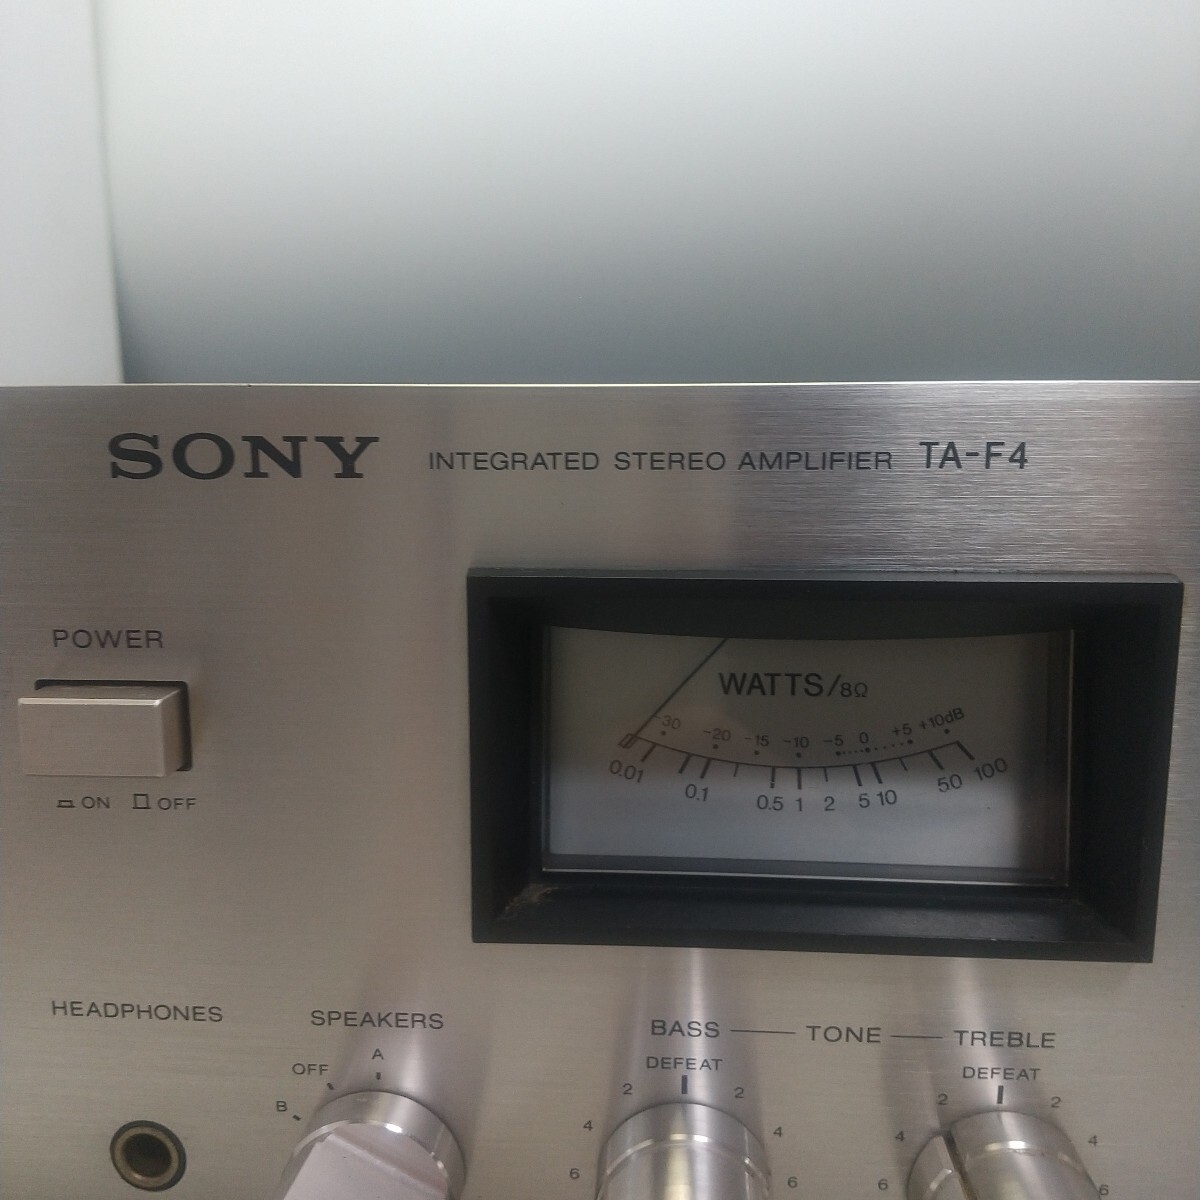 SONY INTEGRATED STEREO AMPLIFIER TA-F4
POWER
ON OFF
WATTS/8Ω
-30 -20 -15 -10 -5 0 +5 +10dB
0.01 0.1 0.5 1 2 5 10 50 100
HEADPHONES
SPEAKERS
OFF A
B
BASS TONE TREBLE
DEFEAT DEFEAT
2 2 2 2
4 4 4 4
6 6 6 6